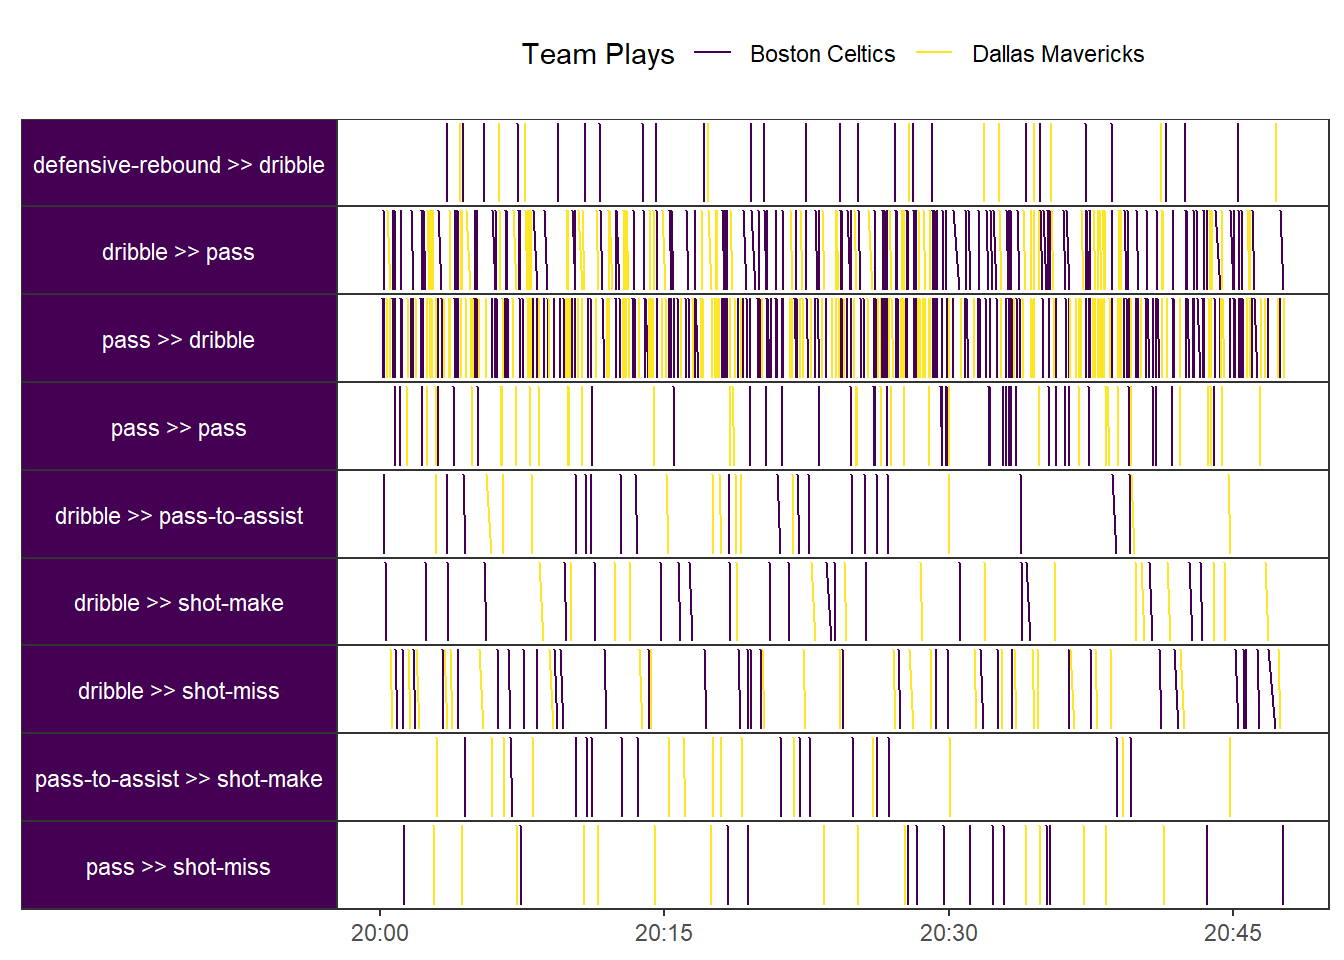 Team Plays Boston Celtics Dallas Mavericks
defensive-rebound >> dribble
dribble >> pass
pass >> dribble
pass >> pass
dribble >> pass-to-assist
dribble >> shot-make
dribble >> shot-miss
pass-to-assist >> shot-make
pass >> shot-miss
20:00 20:15 20:30 20:45